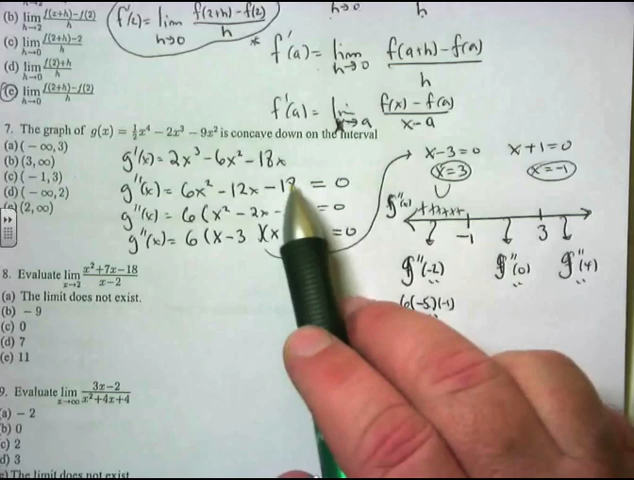 (b) lim h→2 f(2+h)−f(2) / h
(c) lim h→0 f(2+h)−2 / h
(d) lim h→0 f(2)+h / h
(e) lim h→0 f(2+h)−f(2) / h
f'(2) = lim h→0 f(2+h)−f(2) / h
* f'(a) = lim h→0 f(a+h)−f(a) / h
f'(a) = lim x→a f(x)−f(a) / x−a
7. The graph of g(x) = ½x⁴ − 2x³ − 9x² is concave down on the interval
(a) (−∞, 3)
(b) (3, ∞)
(c) (−1, 3)
(d) (−∞, 2)
(2, ∞)
g'(x) = 2x³ − 6x² − 18x
g''(x) = 6x² − 12x − 18 = 0
g''(x) = 6(x² − 2x − = 0
g''(x) = 6(x − 3)(x = 0
x−3=0 x+1=0
x=3 x=−1
g''(x) +++++ −1 3
g''(−2) g''(0) g''(4)
6(−5)(−1)
8. Evaluate lim x→2 x²+7x−18 / x−2
(a) The limit does not exist.
(b) −9
(c) 0
(d) 7
(e) 11
9. Evaluate lim x→∞ 3x−2 / x²+4x+4
(a) −2
(b) 0
(c) 2
(d) 3
The limit does not exist